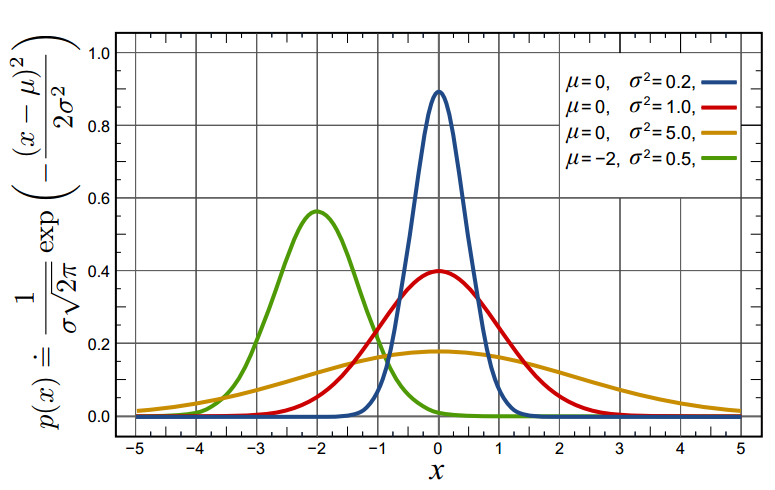 p(x) ≐ 1/(σ√2π) exp(−(x − μ)²/2σ²)
1.0
0.8
0.6
0.4
0.2
0.0
μ=0, σ²=0.2,
μ=0, σ²=1.0,
μ=0, σ²=5.0,
μ=−2, σ²=0.5,
−5 −4 −3 −2 −1 0 1 2 3 4 5
x